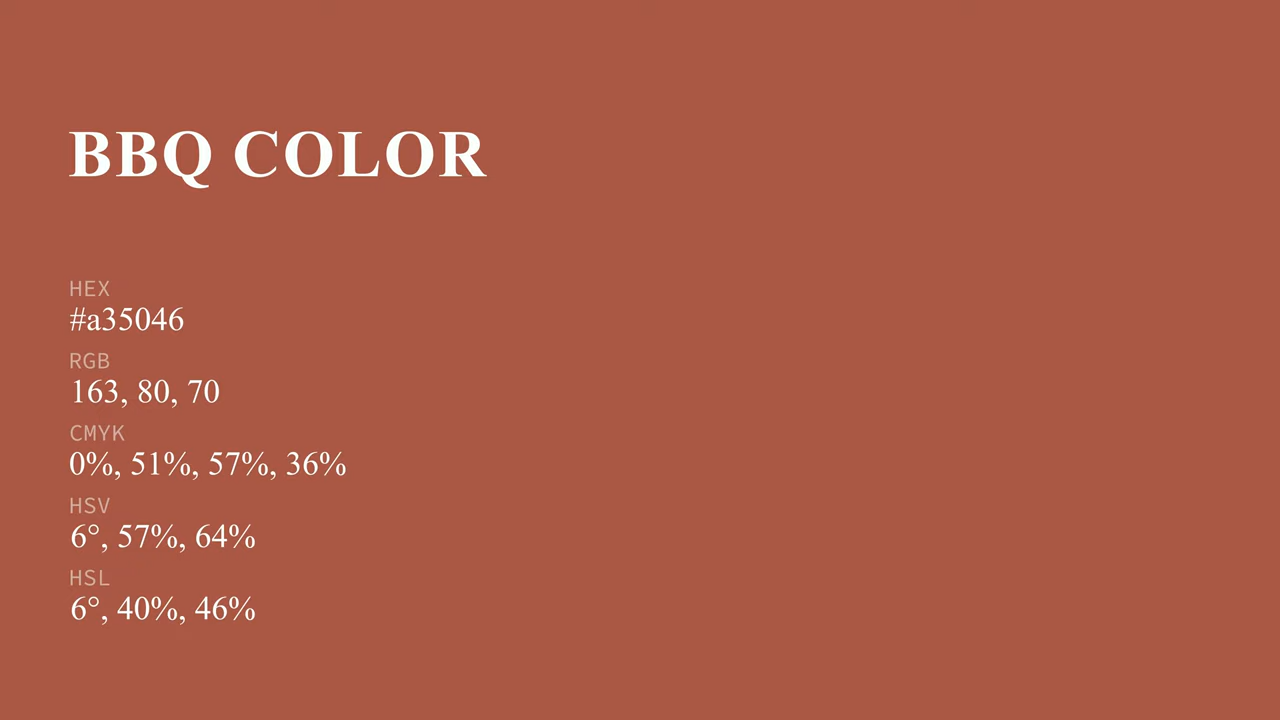 BBQ COLOR
HEX
#a35046
RGB
163, 80, 70
CMYK
0%, 51%, 57%, 36%
HSV
6°, 57%, 64%
HSL
6°, 40%, 46%